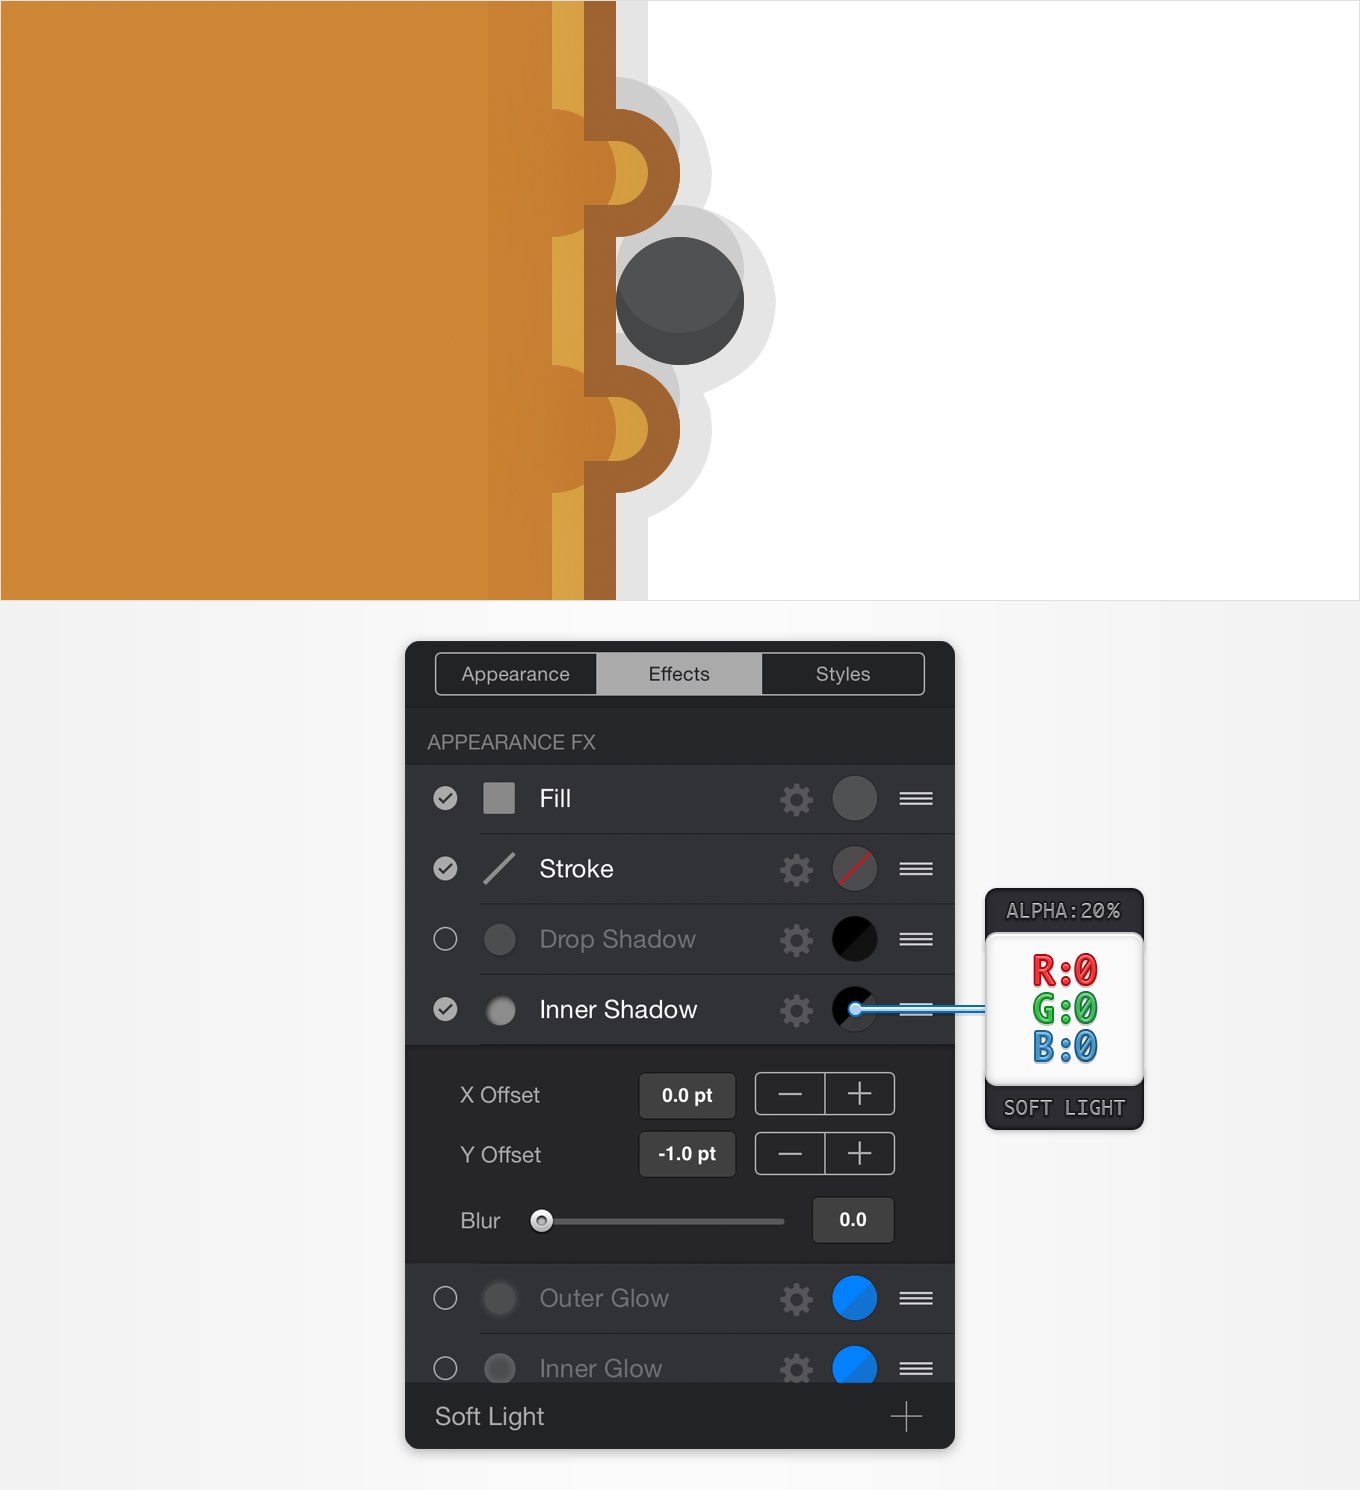 Appearance Effects Styles
APPEARANCE FX
Fill
Stroke
Drop Shadow
Inner Shadow
X Offset 0.0 pt
Y Offset -1.0 pt
Blur 0.0
Outer Glow
Inner Glow
Soft Light
ALPHA:20%
R:0
G:0
B:0
SOFT LIGHT